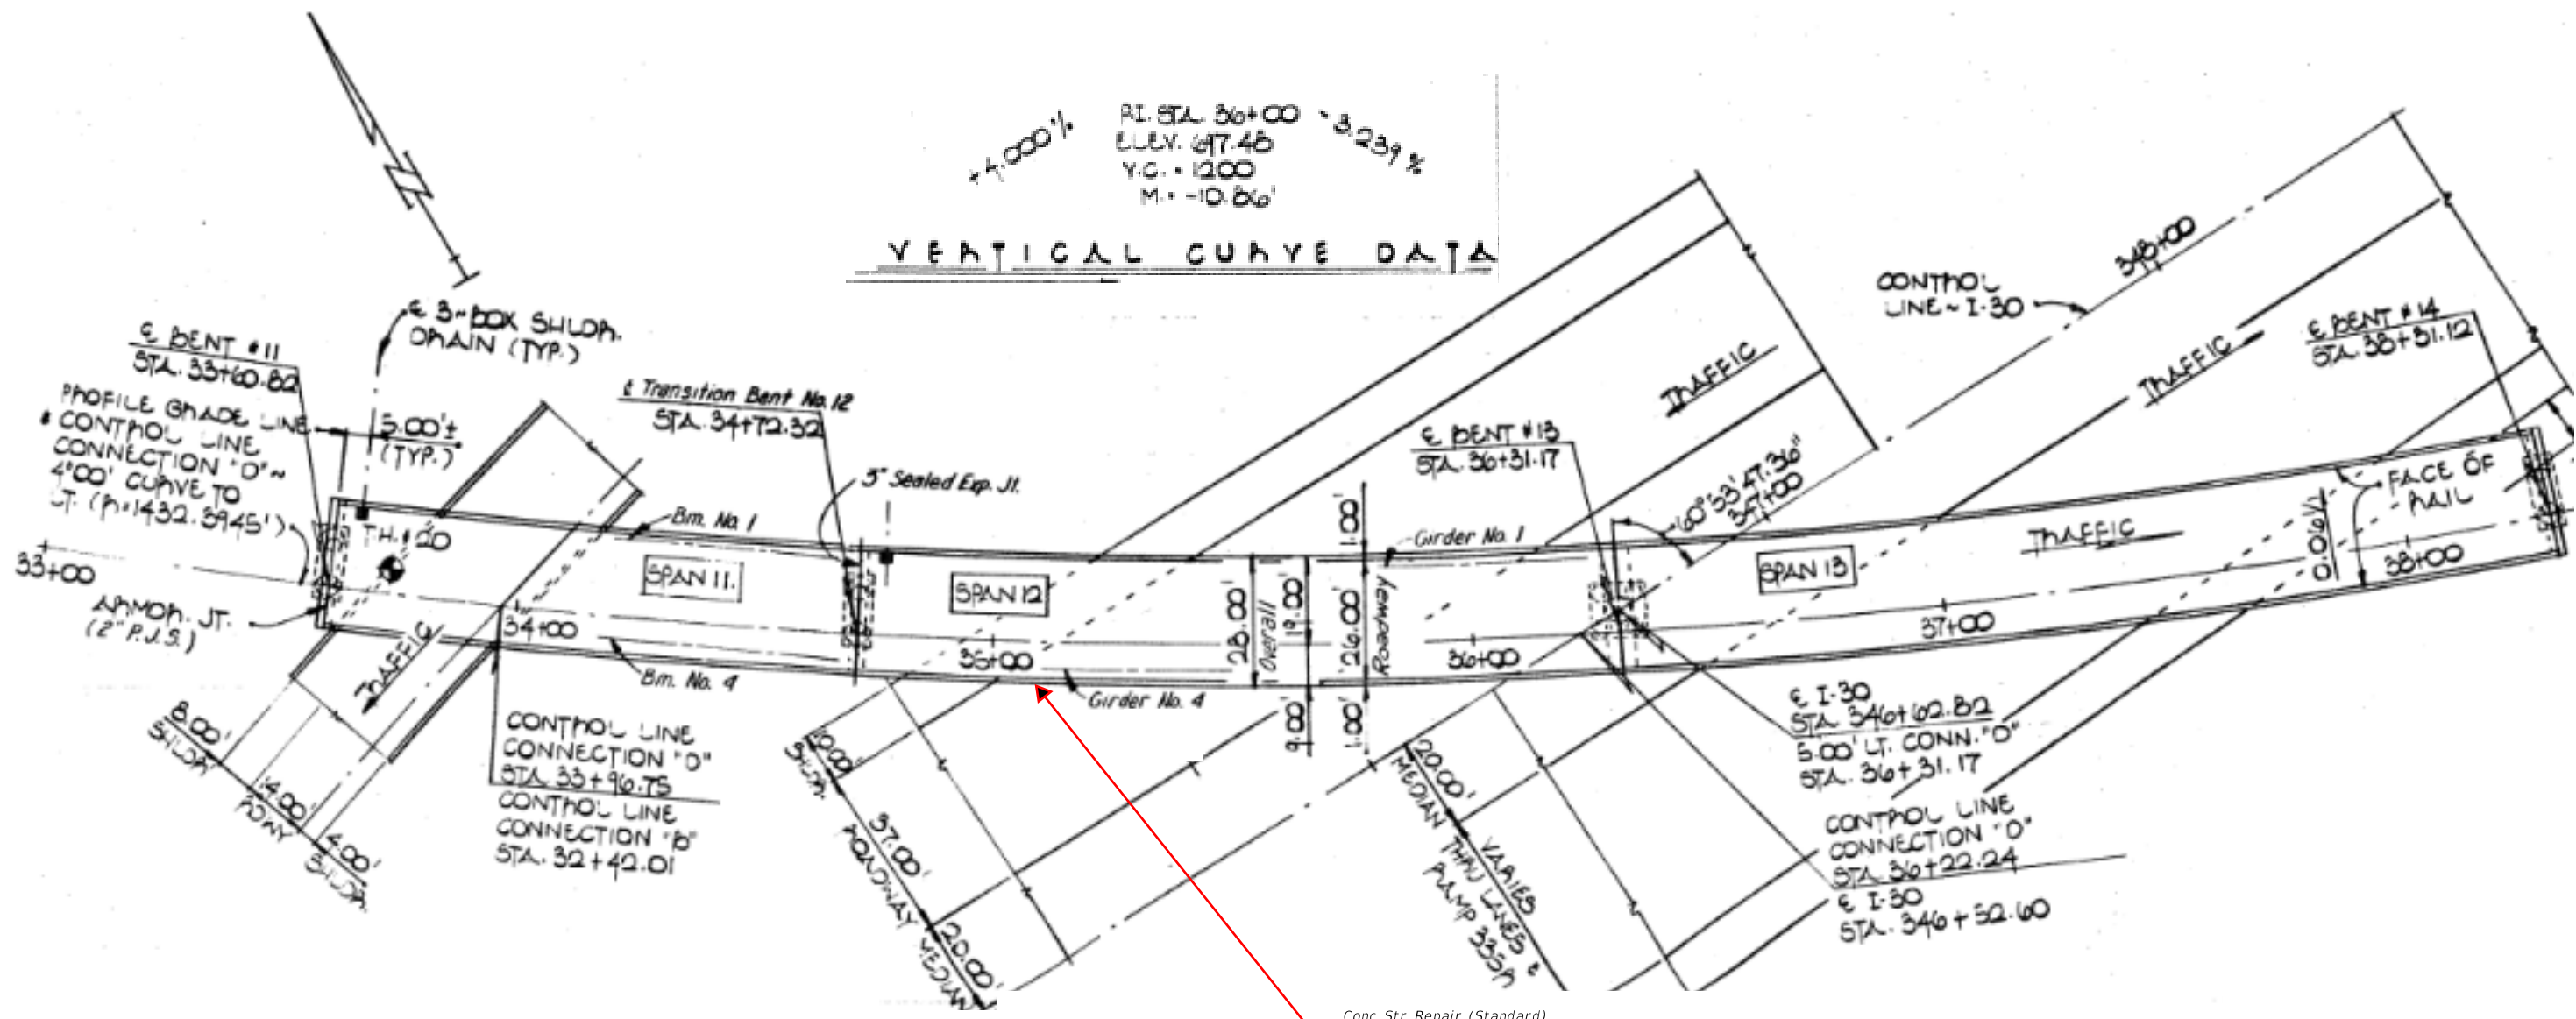 +4.000%
P.I. STA. 36+00
ELEV. 697.48
V.C. = 1200
M. = -10.86'
-3.239%
VERTICAL CURVE DATA
℄ 3~BOX SHLDR.
DRAIN (TYP.)
℄ BENT #11
STA. 33+60.82
PROFILE GRADE LINE
& CONTROL LINE
CONNECTION "D"~
4°00' CURVE TO
LT. (R=1432.3945')
5.00'±
(TYP.)
33+00
ARMOR. JT.
(2" P.J.S.)
T.H. #20
℄ Transition Bent No. 12
STA. 34+72.32
3" Sealed Exp. Jt.
Bm. No. 1
SPAN 11.
34+00
Bm. No. 4
TRAFFIC
8.00'
SHLDR.
14.00'
RDWY
4.00'
SHLDR.
CONTROL LINE
CONNECTION "D"
STA. 33+96.75
CONTROL LINE
CONNECTION "B"
STA. 32+42.01
SPAN 12
35+00
Girder No. 4
28.00'
Overall
19.00'
9.00'
1.00'
26.00'
Roadway
1.00'
Girder No. 1
36+00
10.00'
SHLDR.
37.00'
ROADWAY
20.00'
MEDIAN
℄ BENT #13
STA. 36+31.17
60°33'47.36"
347+00
TRAFFIC
CONTROL
LINE~I-30
348+00
TRAFFIC
℄ BENT #14
STA. 38+31.12
SPAN 13
TRAFFIC
FACE OF
RAIL
0.06'/'
37+00
38+00
20.00'
MEDIAN
VARIES
THRU LANES &
RAMP 335R
℄ I-30
STA. 346+62.82
5.00' LT. CONN. "D"
STA. 36+31.17
CONTROL LINE
CONNECTION "D"
STA. 36+22.24
℄ I-30
STA. 346+52.60
Conc Str Repair (Standard)